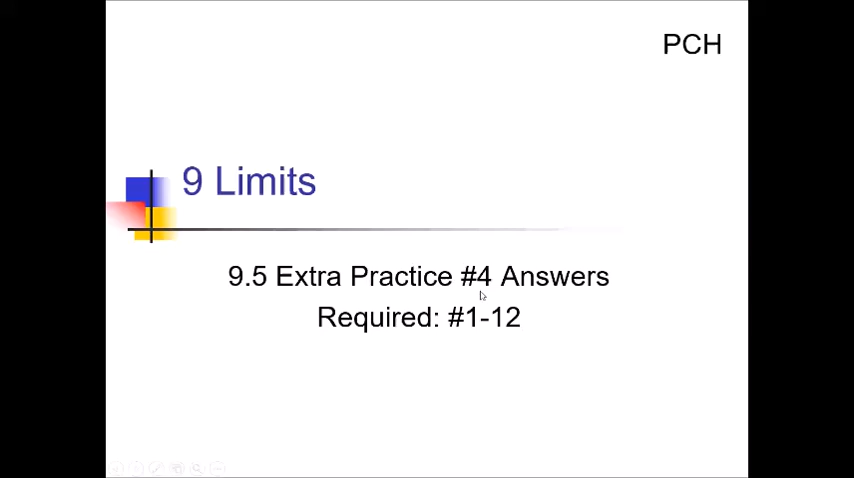 PCH
9 Limits
9.5 Extra Practice #4 Answers
Required: #1-12